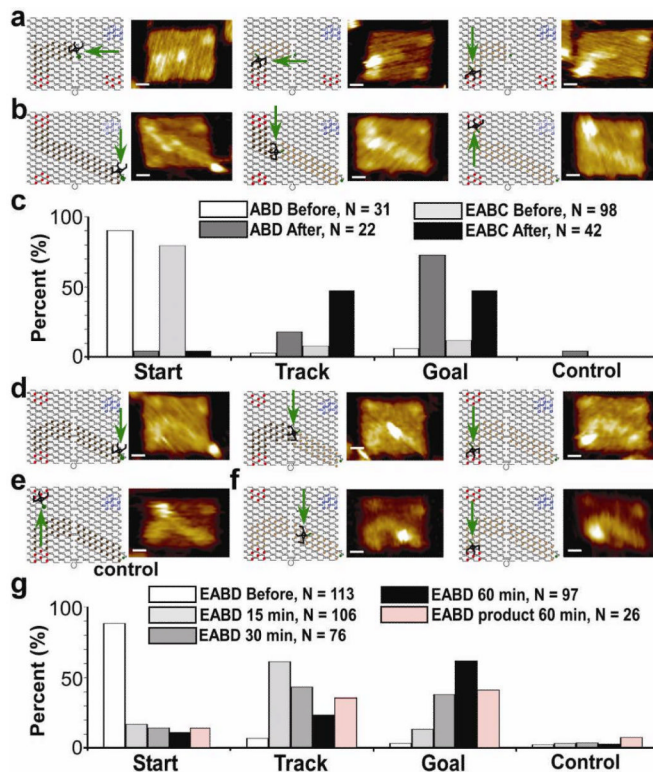 a
b
c
100
50
0
Percent (%)
ABD Before, N = 31
ABD After, N = 22
EABC Before, N = 98
EABC After, N = 42
Start
Track
Goal
Control
d
e
f
control
g
100
50
0
Percent (%)
EABD Before, N = 113
EABD 15 min, N = 106
EABD 30 min, N = 76
EABD 60 min, N = 97
EABD product 60 min, N = 26
Start
Track
Goal
Control